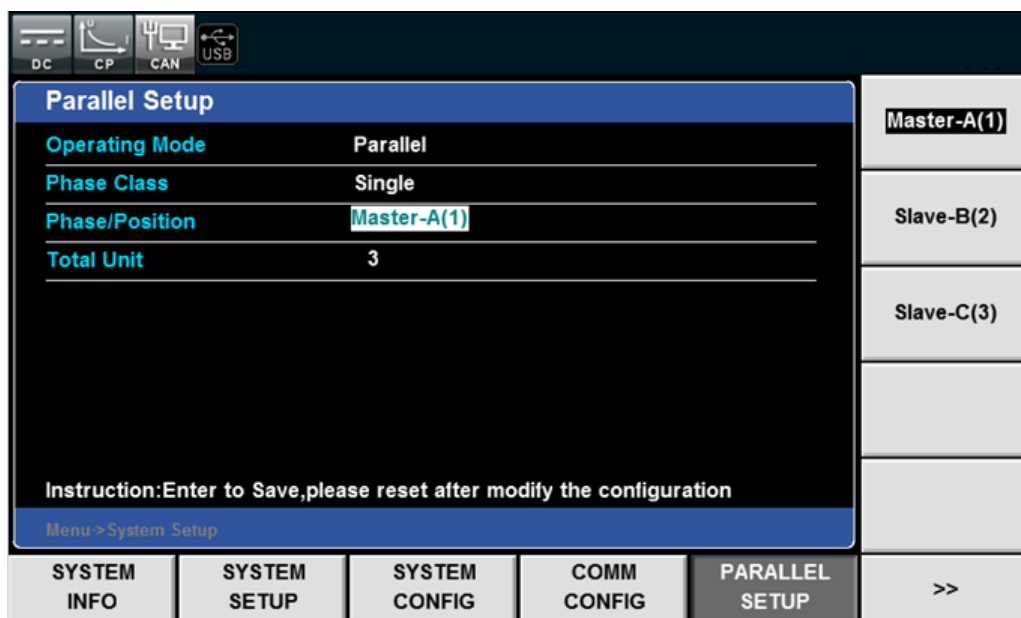 DC CP CAN USB
Parallel Setup
Operating Mode Parallel
Phase Class Single
Phase/Position Master-A(1)
Total Unit 3
Instruction:Enter to Save,please reset after modify the configuration
Menu->System Setup
Master-A(1)
Slave-B(2)
Slave-C(3)
SYSTEM INFO
SYSTEM SETUP
SYSTEM CONFIG
COMM CONFIG
PARALLEL SETUP
>>